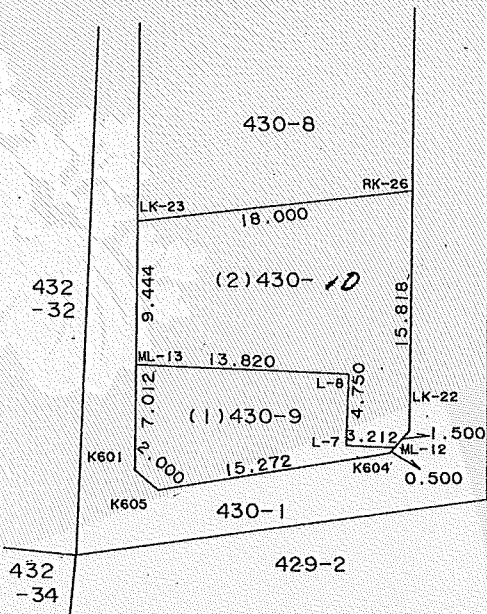 430-8
RK-26
LK-23
18.000
432
-32
9.444
(2)430-10
15.818
ML-13
13.820
L-8
4.750
LK-22
7.012
(1)430-9
L-7
3.212
1.500
ML-12
K601
2.000
15.272
K604
0.500
K605
430-1
432
-34
429-2